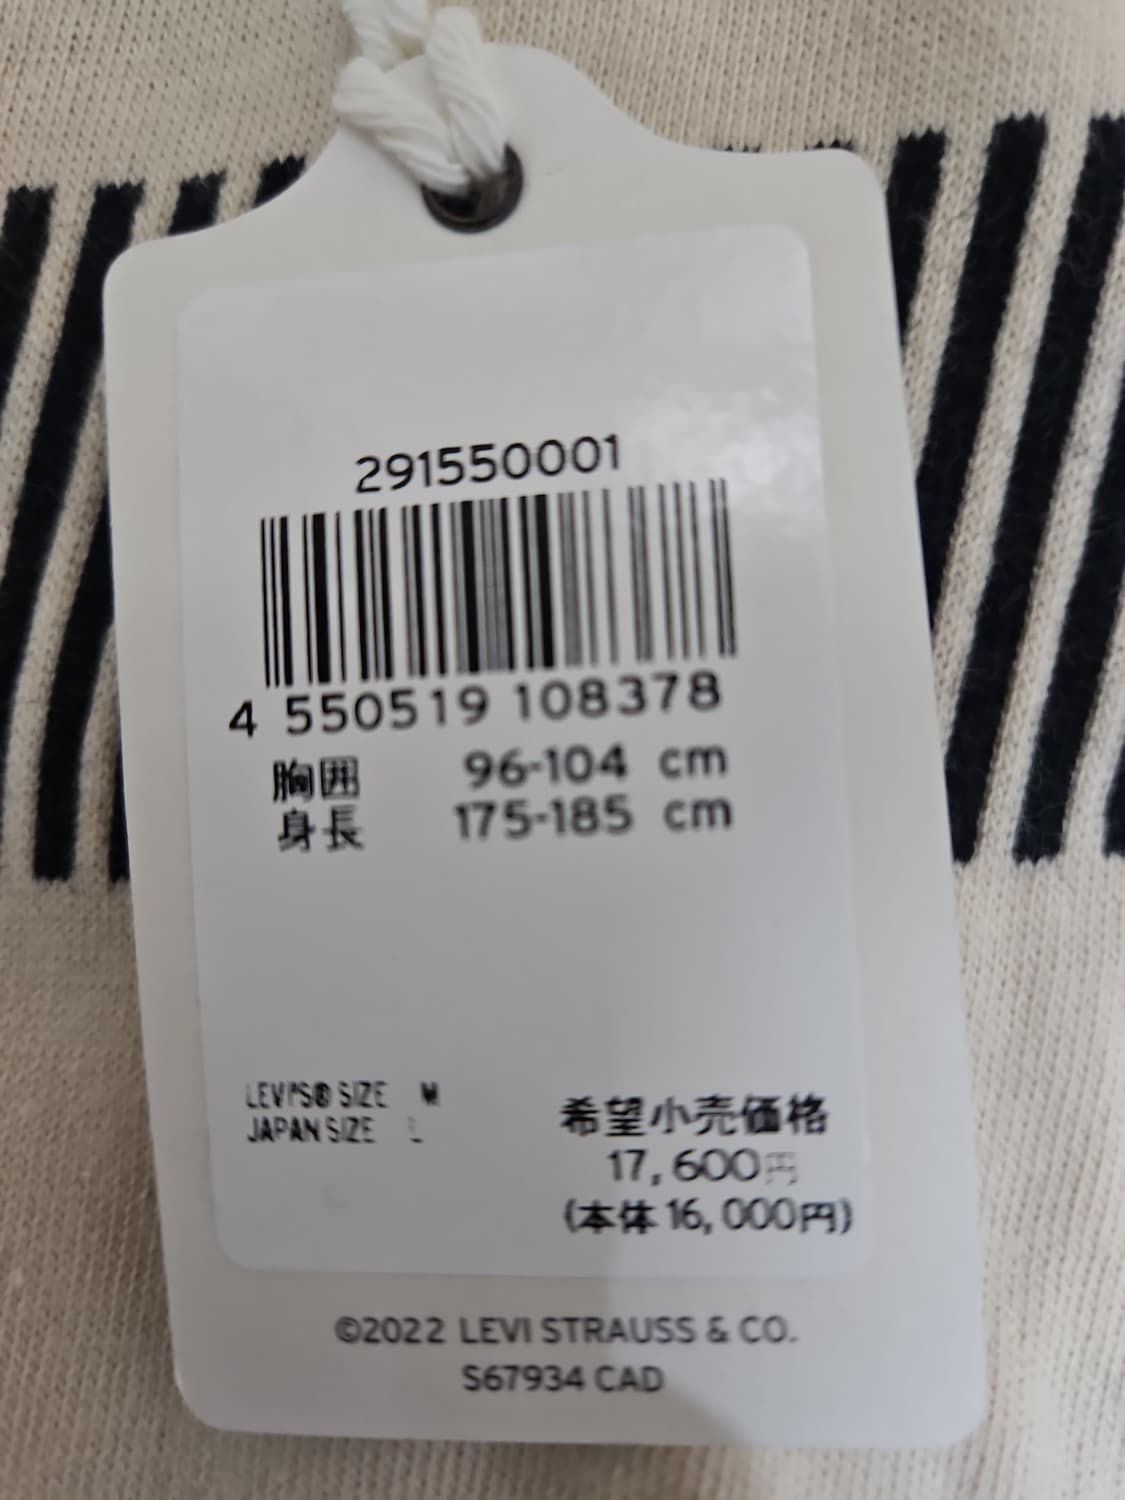 291550001
4 550519 108378
胸囲 96-104 cm
身長 175-185 cm
LEVI'S® SIZE M
JAPAN SIZE L
希望小売価格
17,600円
(本体 16,000円)
©2022 LEVI STRAUSS & CO.
S67934 CAD